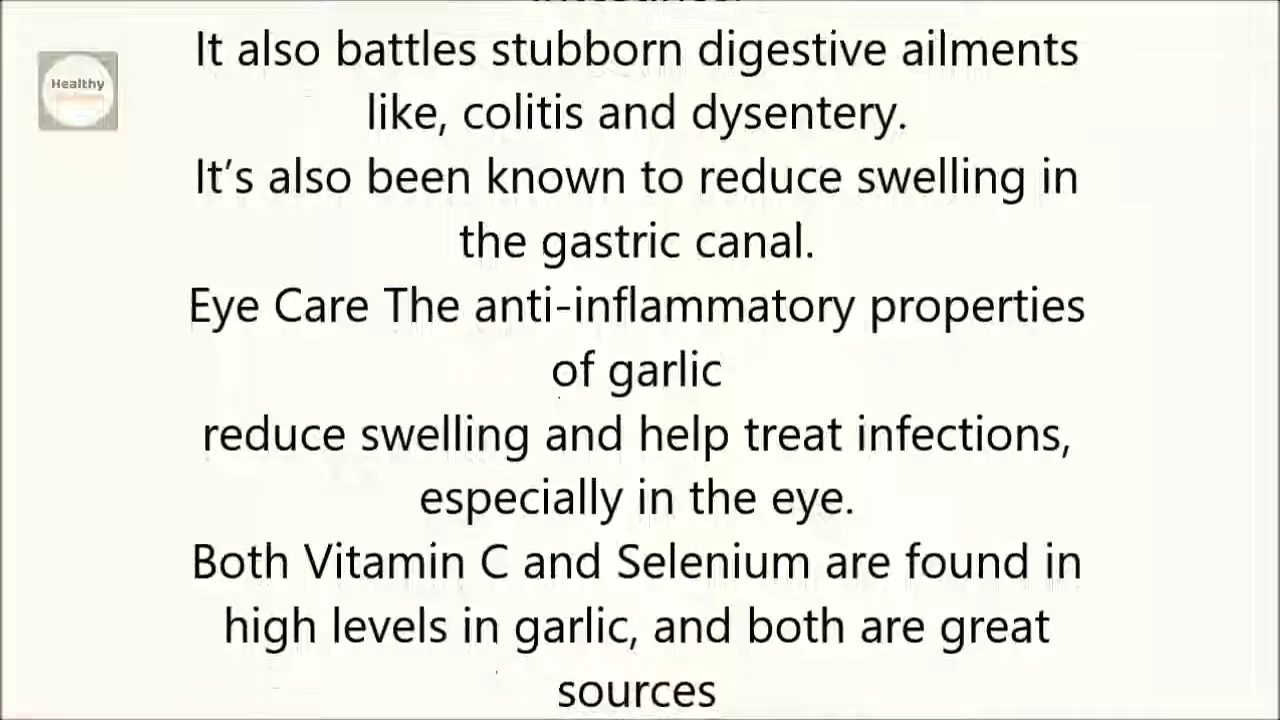 Healthy
It also battles stubborn digestive ailments
like, colitis and dysentery.
It’s also been known to reduce swelling in
the gastric canal.
Eye Care The anti-inflammatory properties
of garlic
reduce swelling and help treat infections,
especially in the eye.
Both Vitamin C and Selenium are found in
high levels in garlic, and both are great
sources